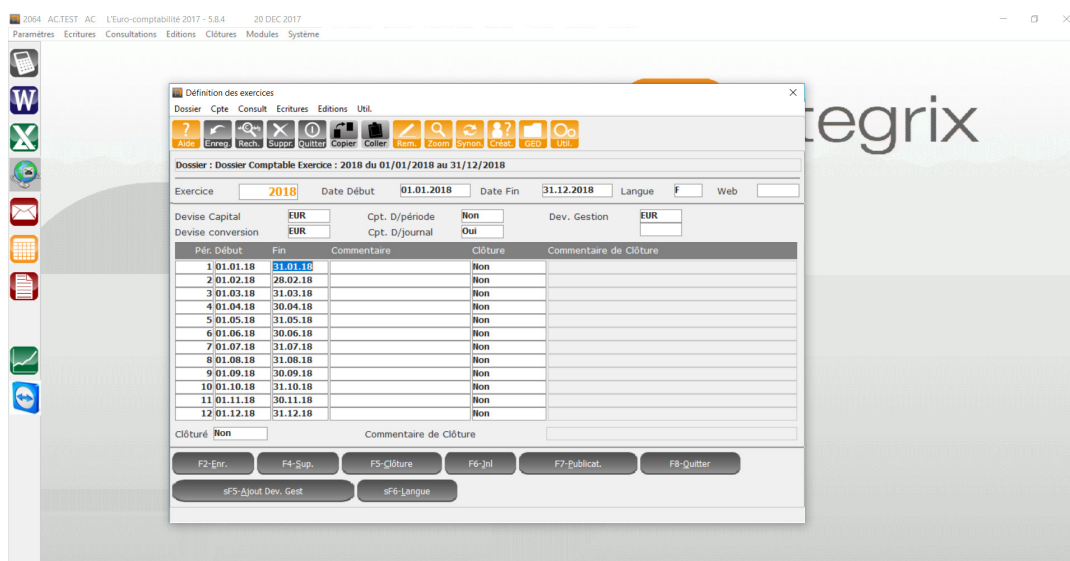 2064 AC.TEST AC L'Euro-comptabilité 2017 - 5.8.4 20 DEC 2017
Paramètres Ecritures Consultations Editions Clôtures Modules Système
egrix
Définition des exercices
Dossier Cpte Consult Ecritures Editions Util.
Aide Enreg. Rech. Suppr. Quitter Copier Coller Rem. Zoom Synon. Créat. GED Util.
Dossier : Dossier Comptable Exercice : 2018 du 01/01/2018 au 31/12/2018
Exercice 2018 Date Début 01.01.2018 Date Fin 31.12.2018 Langue F Web
Devise Capital EUR Cpt. D/période Non Dev. Gestion EUR
Devise conversion EUR Cpt. D/journal Oui
Pér. Début Fin Commentaire Clôture Commentaire de Clôture
1 01.01.18 31.01.18 Non
2 01.02.18 28.02.18 Non
3 01.03.18 31.03.18 Non
4 01.04.18 30.04.18 Non
5 01.05.18 31.05.18 Non
6 01.06.18 30.06.18 Non
7 01.07.18 31.07.18 Non
8 01.08.18 31.08.18 Non
9 01.09.18 30.09.18 Non
10 01.10.18 31.10.18 Non
11 01.11.18 30.11.18 Non
12 01.12.18 31.12.18 Non
Clôturé Non Commentaire de Clôture
F2-Enr. F4-Sup. F5-Clôture F6-Jnl F7-Publicat. F8-Quitter
sF5-Ajout Dev. Gest sF6-Langue